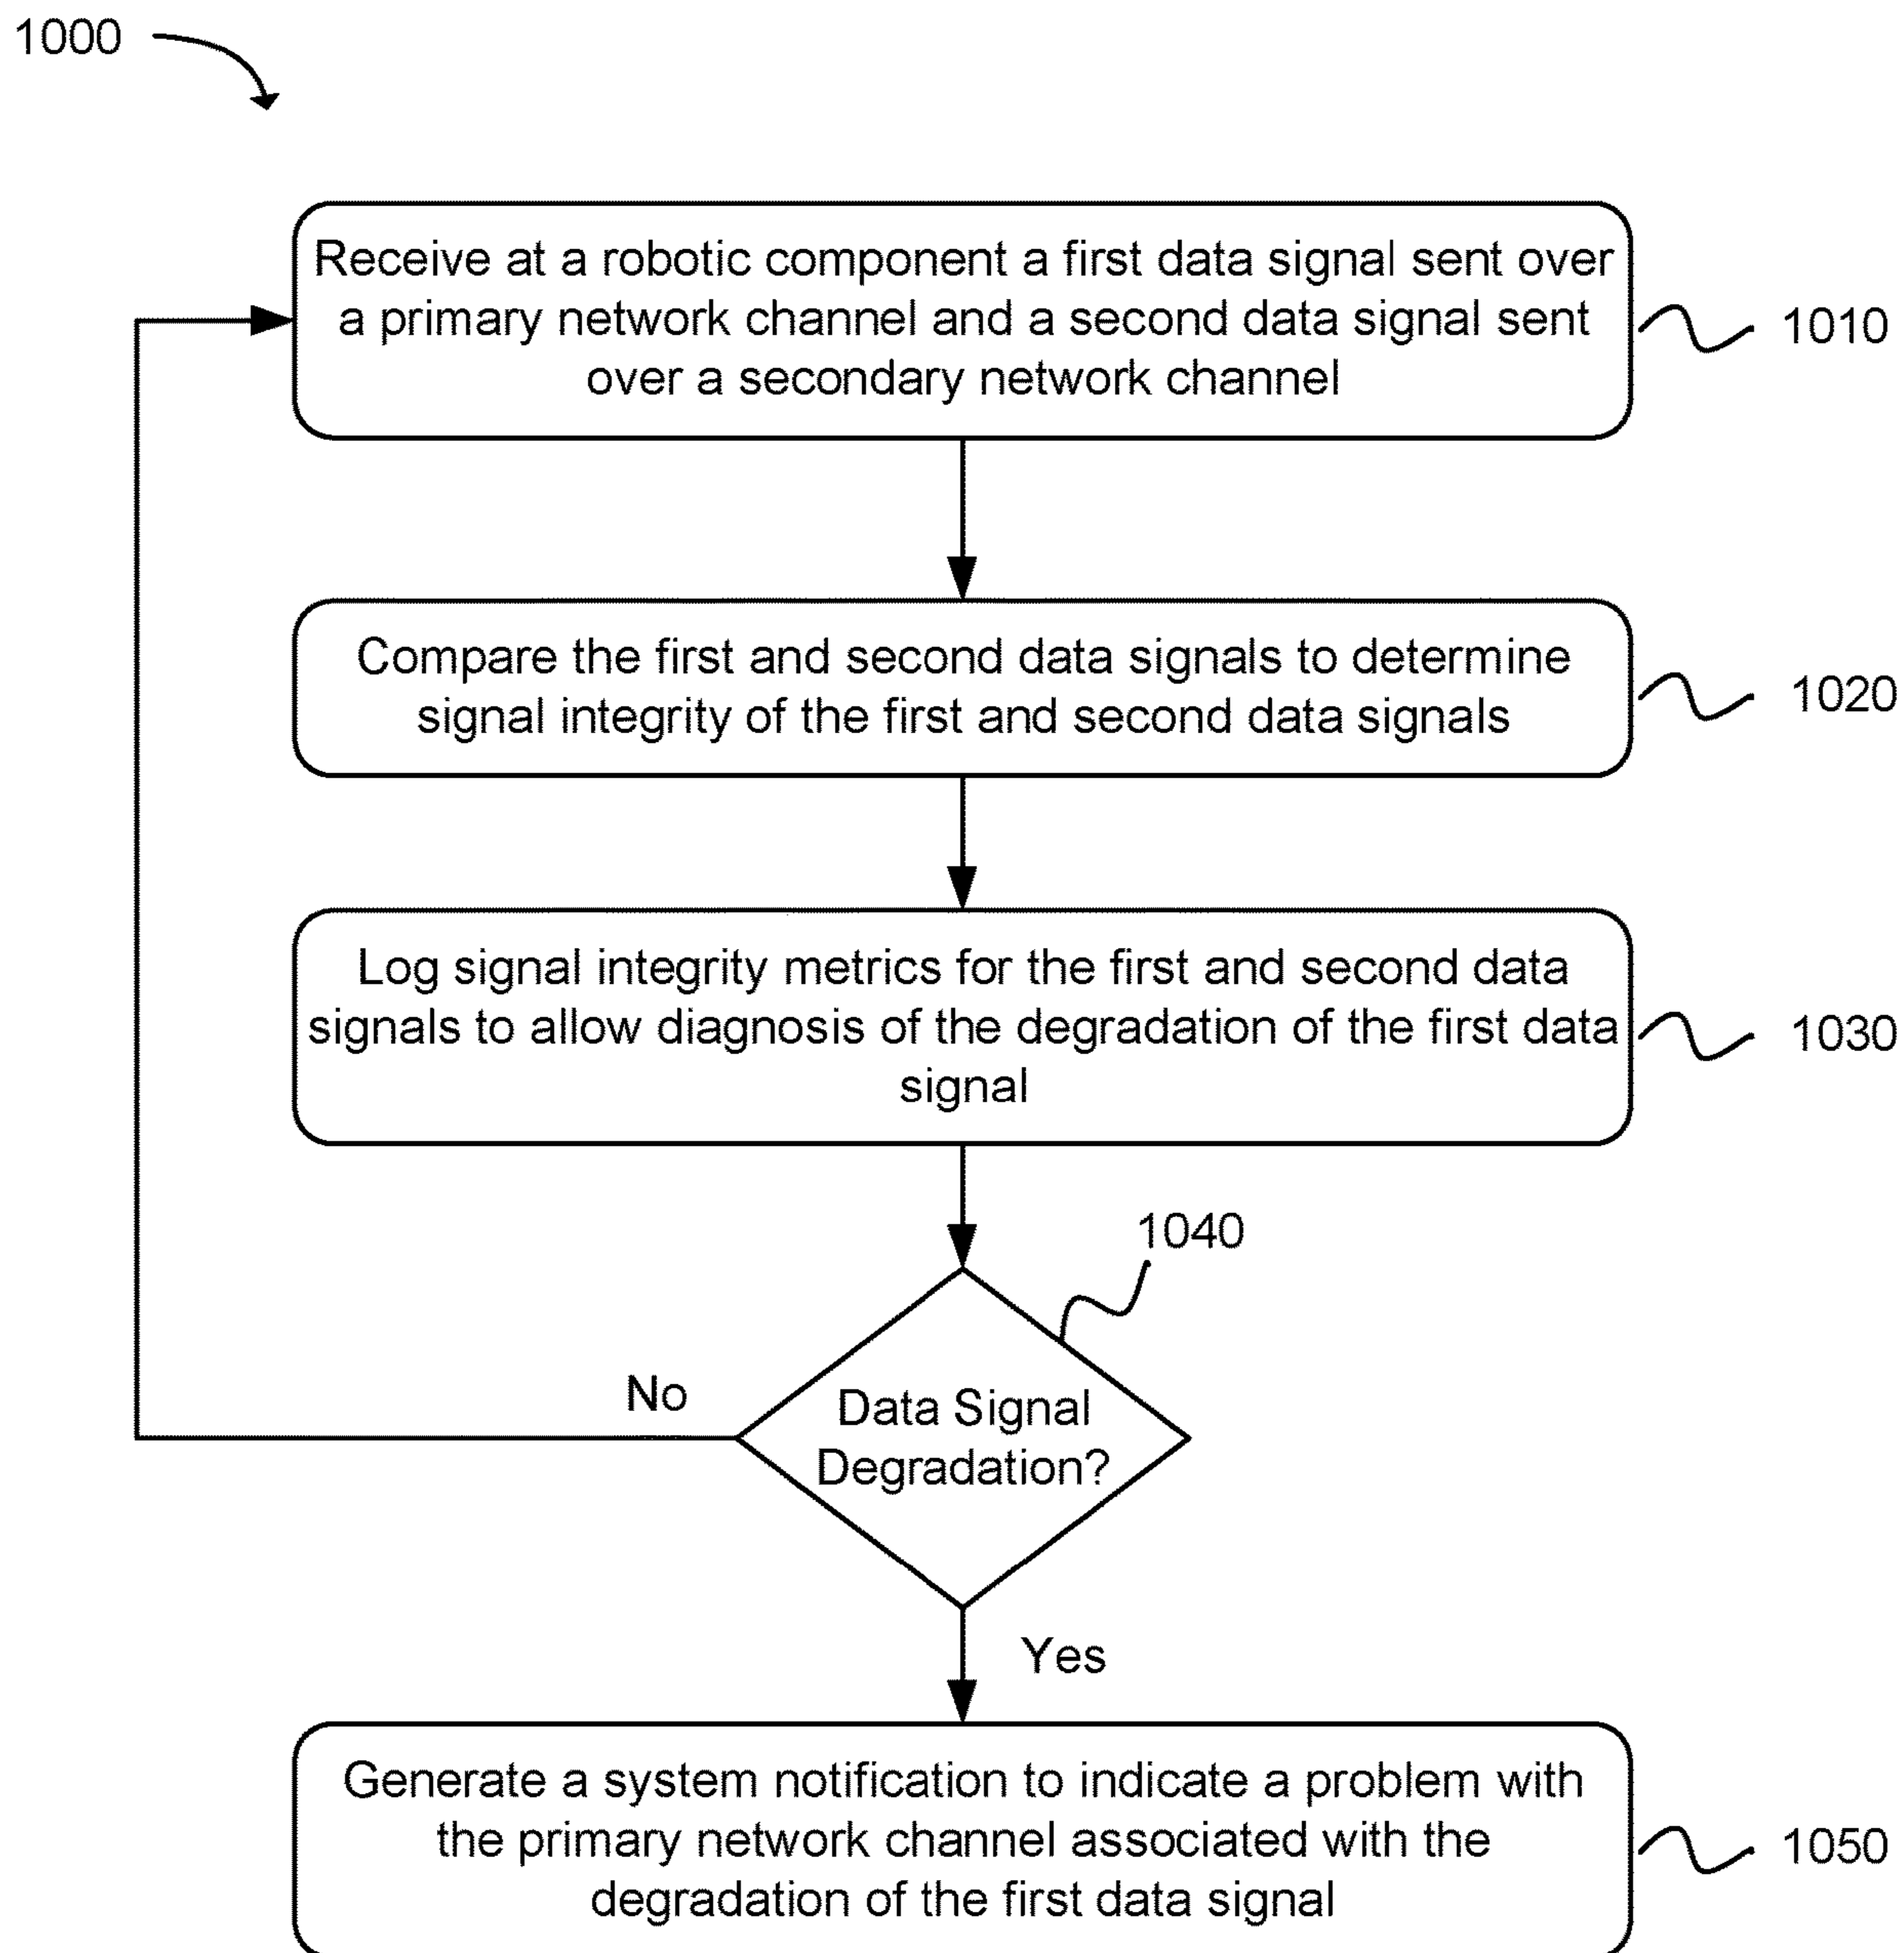 1000
Receive at a robotic component a first data signal sent over
a primary network channel and a second data signal sent
over a secondary network channel
1010
Compare the first and second data signals to determine
signal integrity of the first and second data signals
1020
Log signal integrity metrics for the first and second data
signals to allow diagnosis of the degradation of the first data
signal
1030
1040
Data Signal
Degradation?
No
Yes
Generate a system notification to indicate a problem with
the primary network channel associated with the
degradation of the first data signal
1050